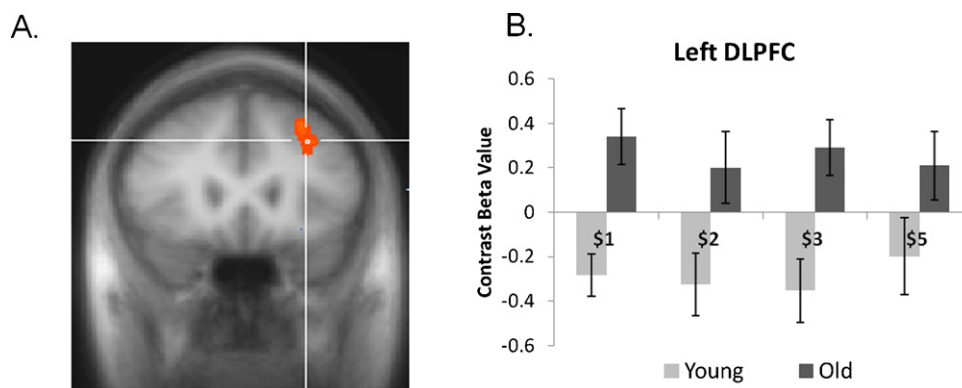 A.
B.
Left DLPFC
Contrast Beta Value
0.6
0.4
0.2
0
-0.2
-0.4
-0.6
$1 $2 $3 $5
Young Old